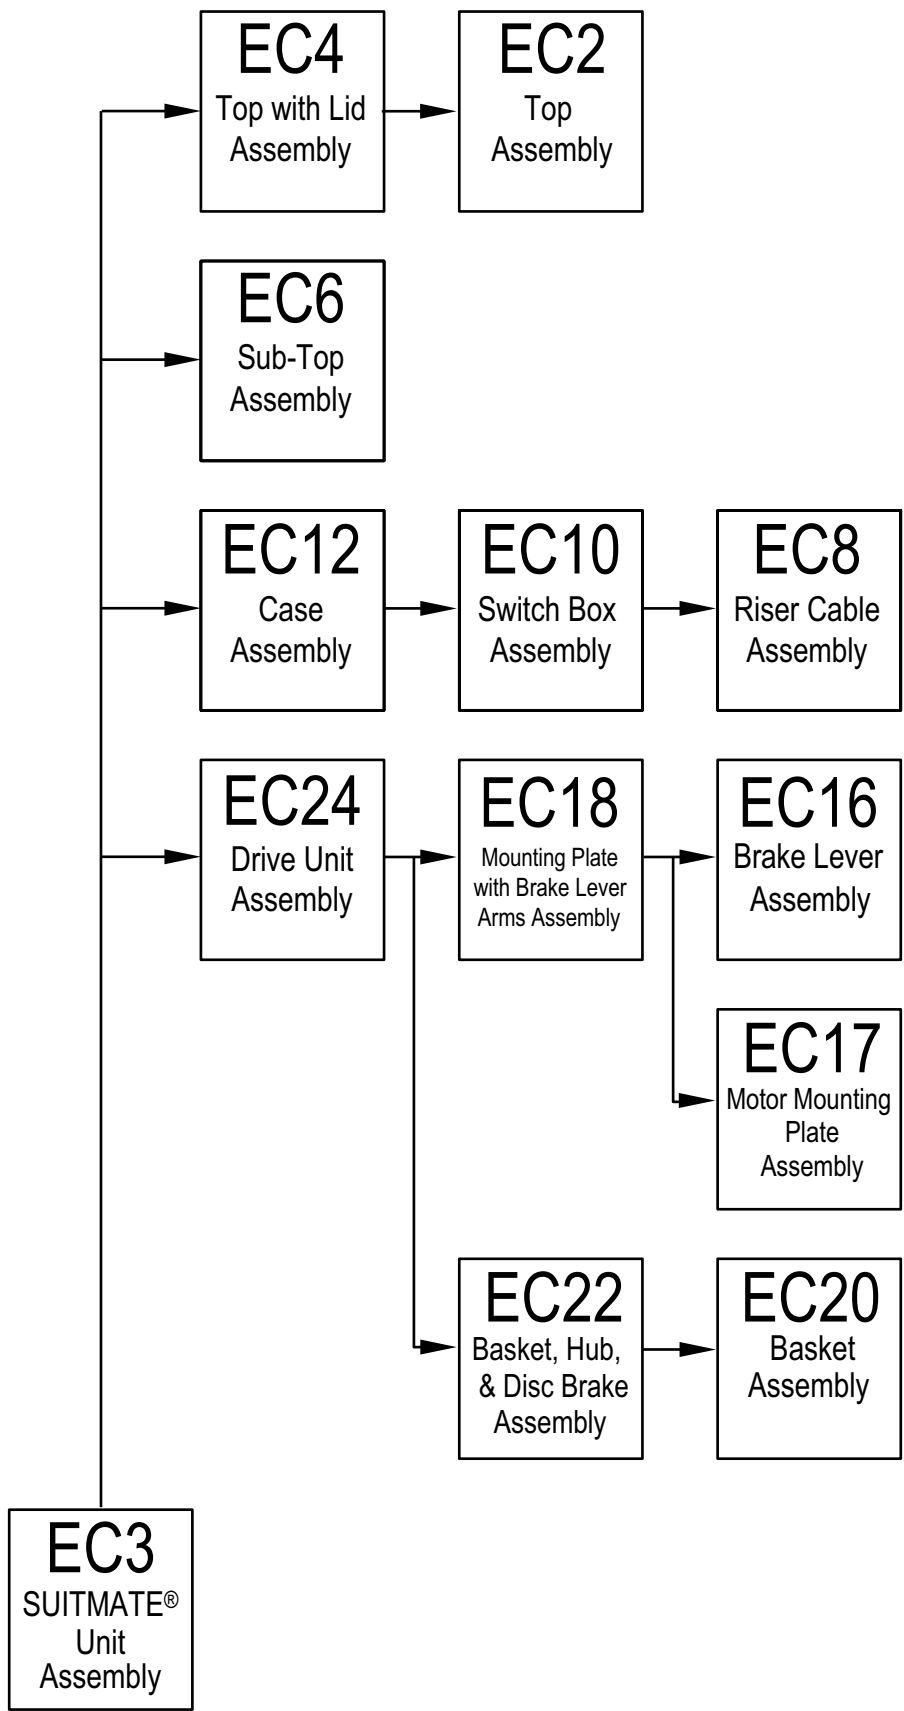 EC4
Top with Lid
Assembly
EC2
Top
Assembly
EC6
Sub-Top
Assembly
EC12
Case
Assembly
EC10
Switch Box
Assembly
EC8
Riser Cable
Assembly
EC24
Drive Unit
Assembly
EC18
Mounting Plate
with Brake Lever
Arms Assembly
EC16
Brake Lever
Assembly
EC17
Motor Mounting
Plate
Assembly
EC22
Basket, Hub,
& Disc Brake
Assembly
EC20
Basket
Assembly
EC3
SUITMATE®
Unit
Assembly